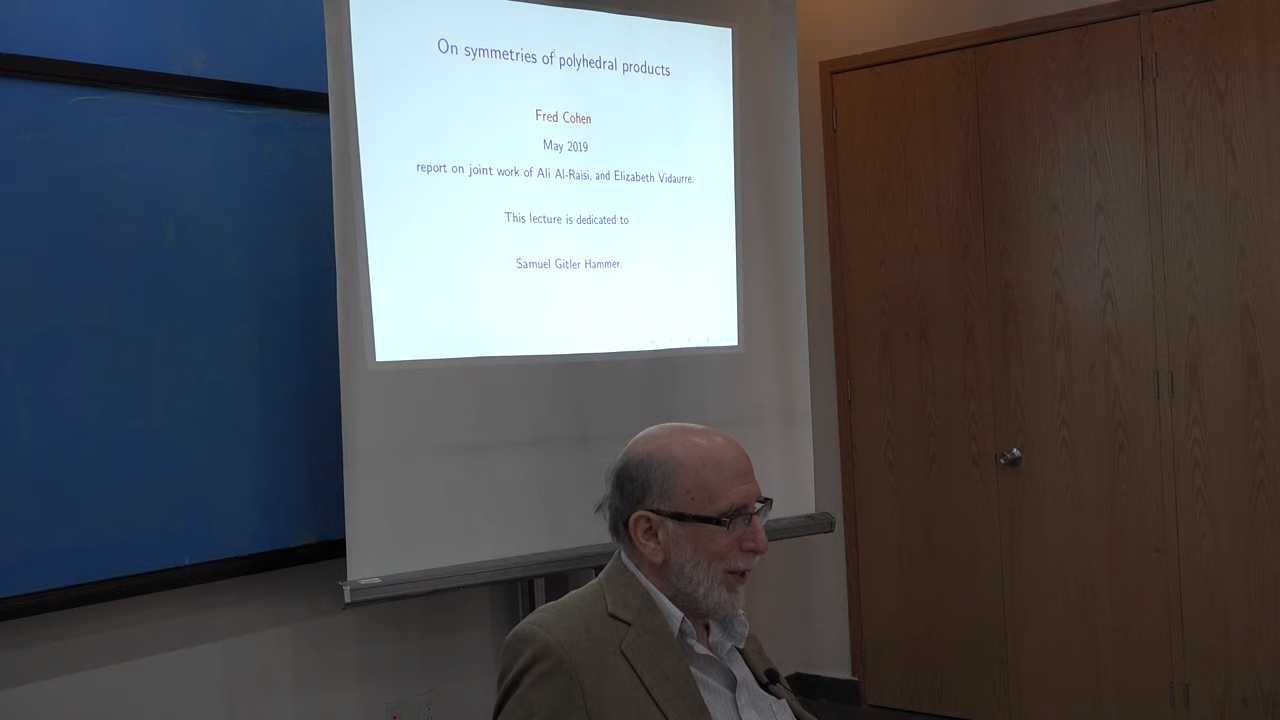 On symmetries of polyhedral products
Fred Cohen
May 2019
report on joint work of Ali Al-Raisi, and Elizabeth Vidaurre.
This lecture is dedicated to
Samuel Gitler Hammer.